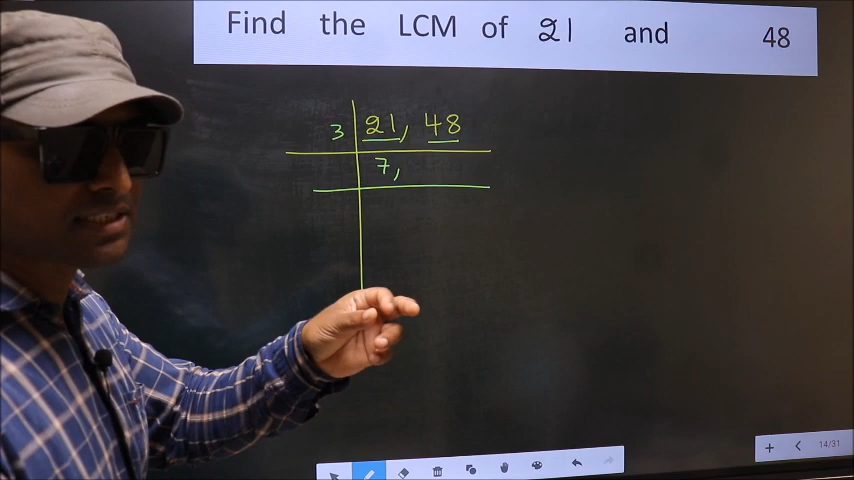 Find the LCM of 21 and 48
3 21, 48
7,
14/31